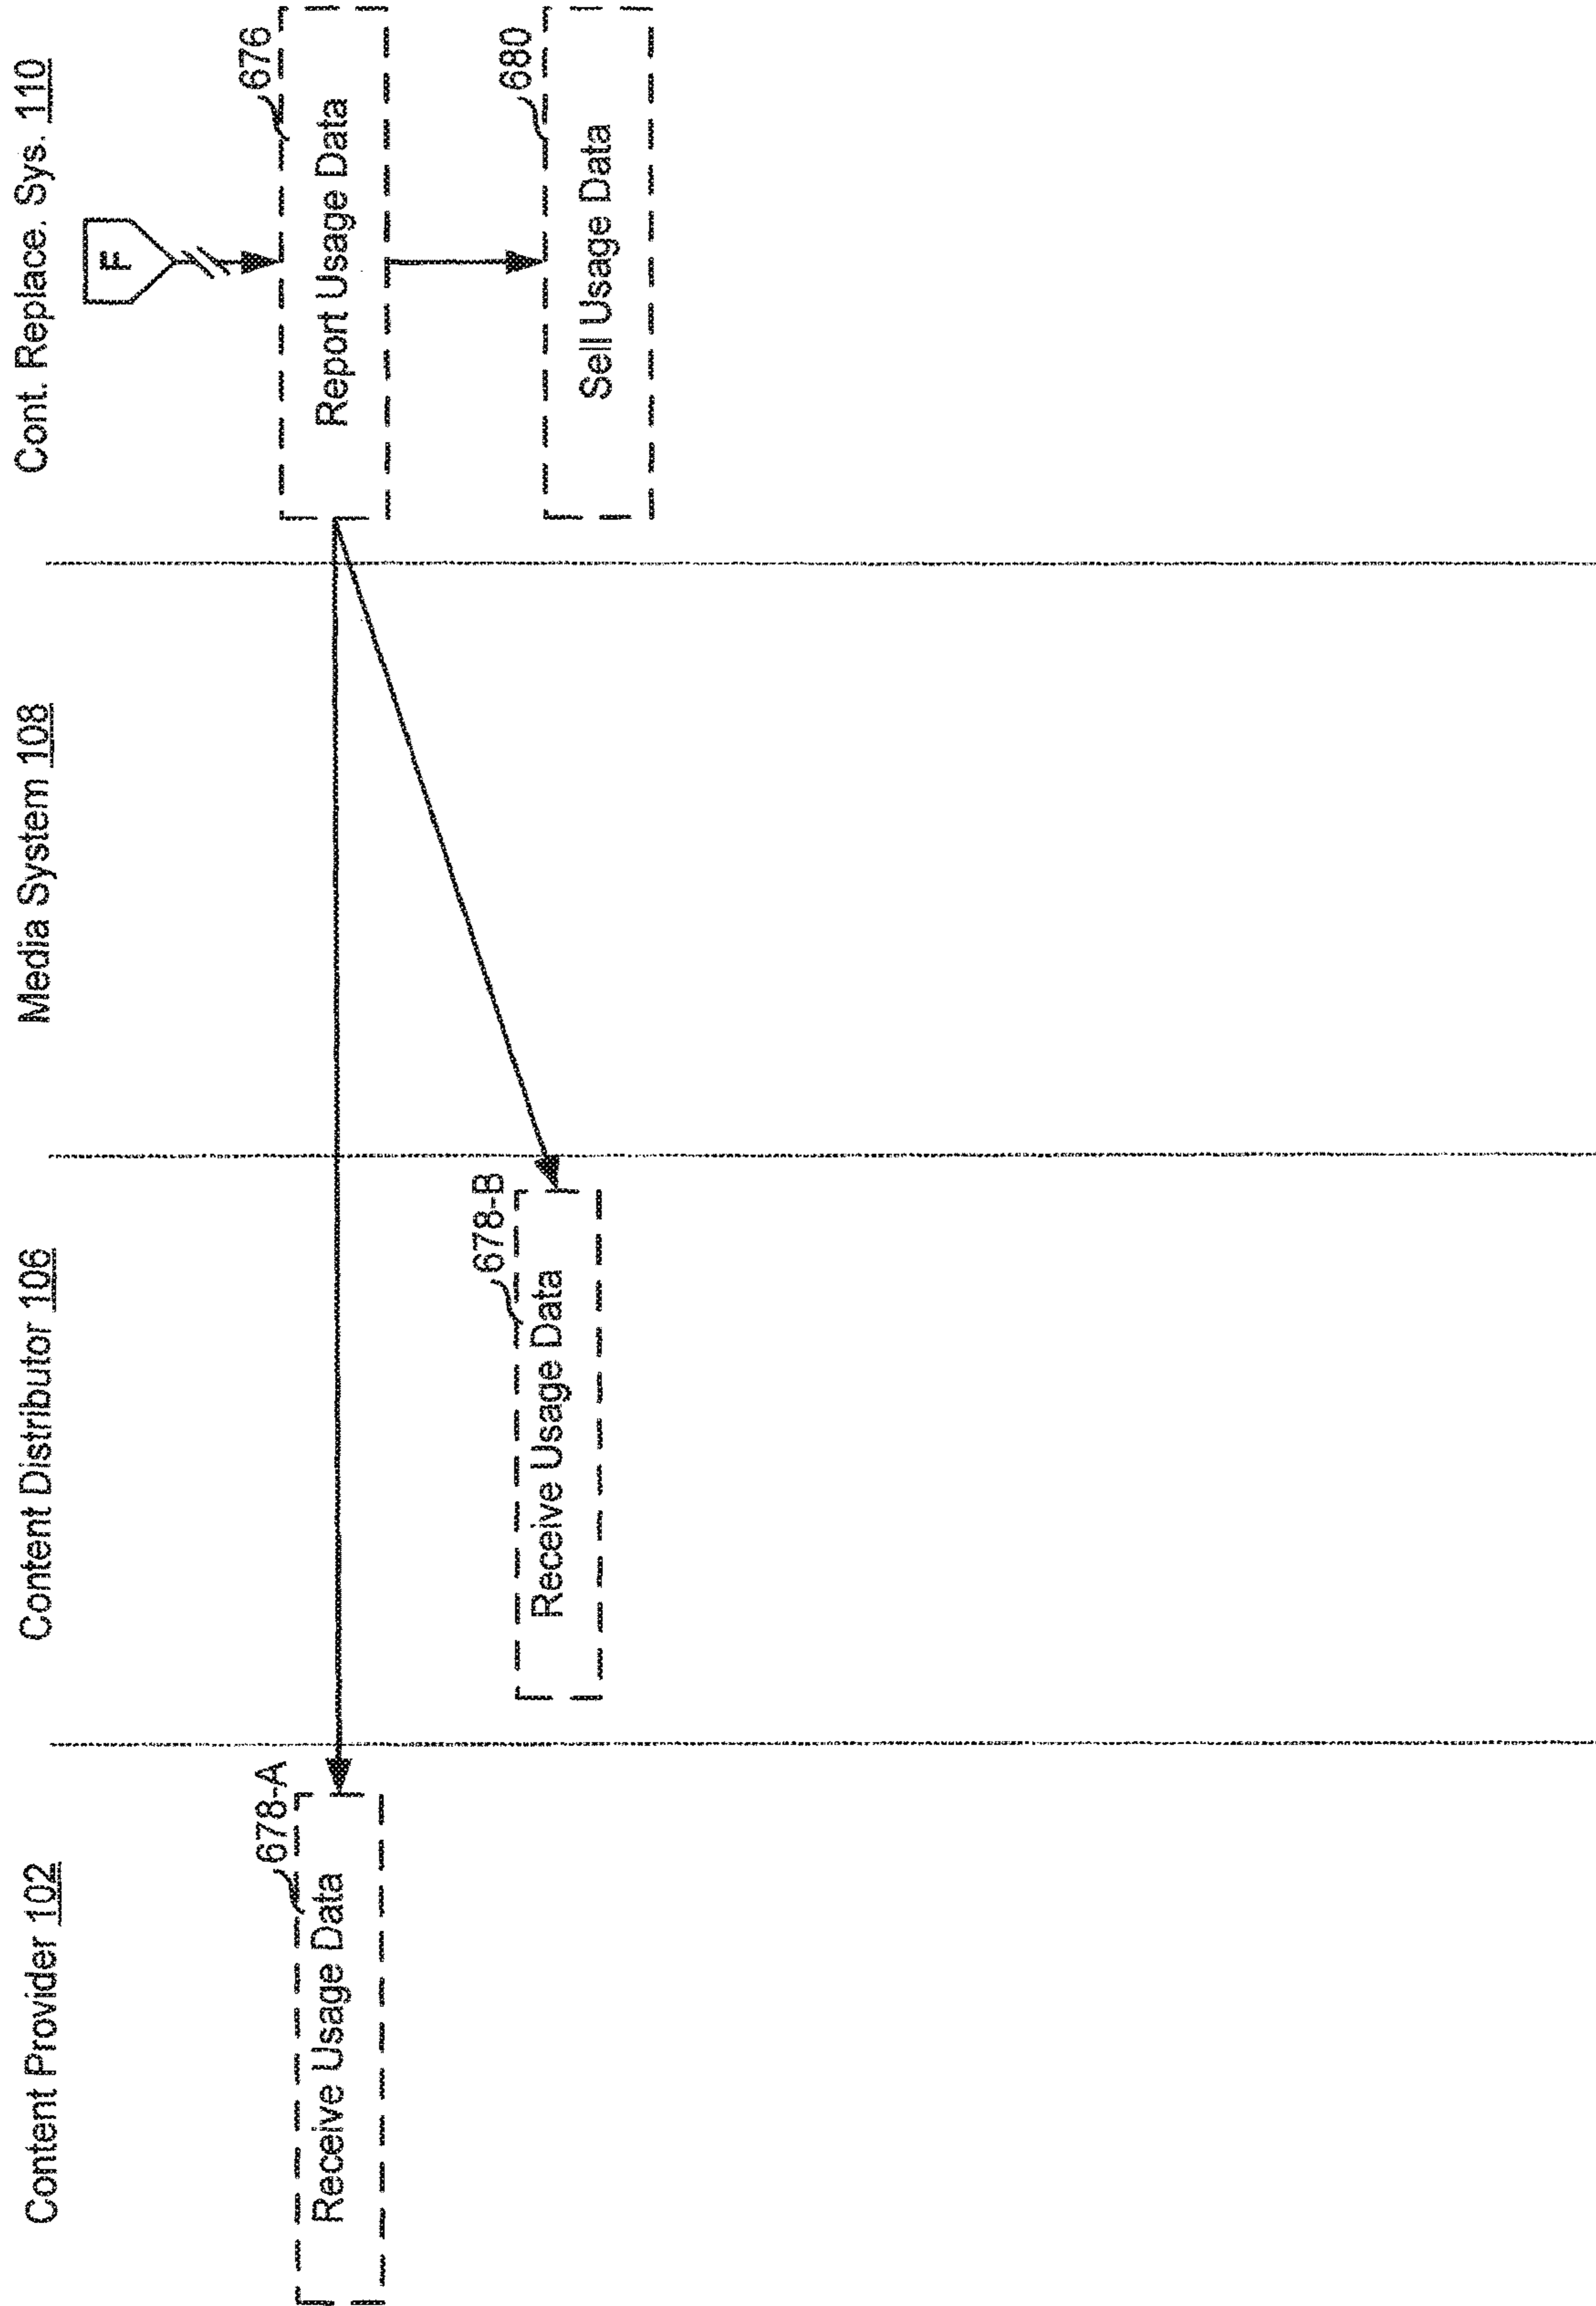 Content Provider 102
Content Distributor 106
Media System 108
Cont. Replace. Sys. 110
F
676
Report Usage Data
678-A
Receive Usage Data
678-B
Receive Usage Data
680
Sell Usage Data